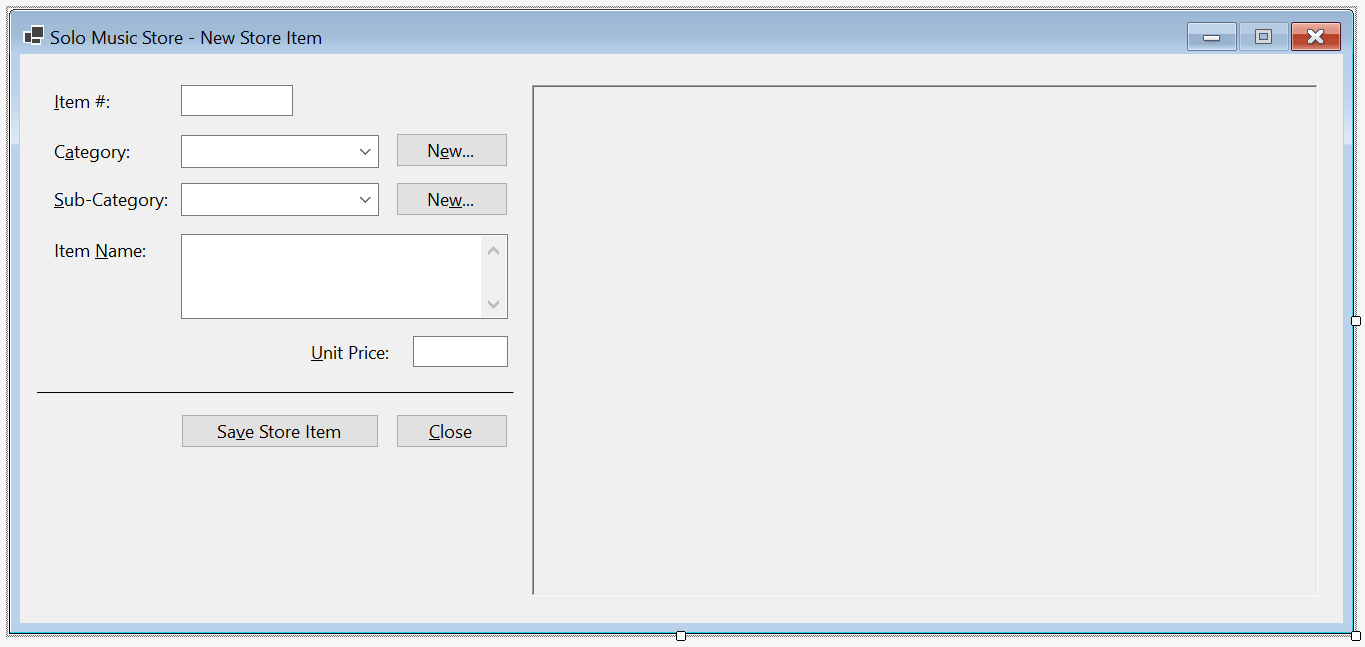 Solo Music Store - New Store Item
Item #:
Category: New...
Sub-Category: New...
Item Name:
Unit Price:
Save Store Item Close